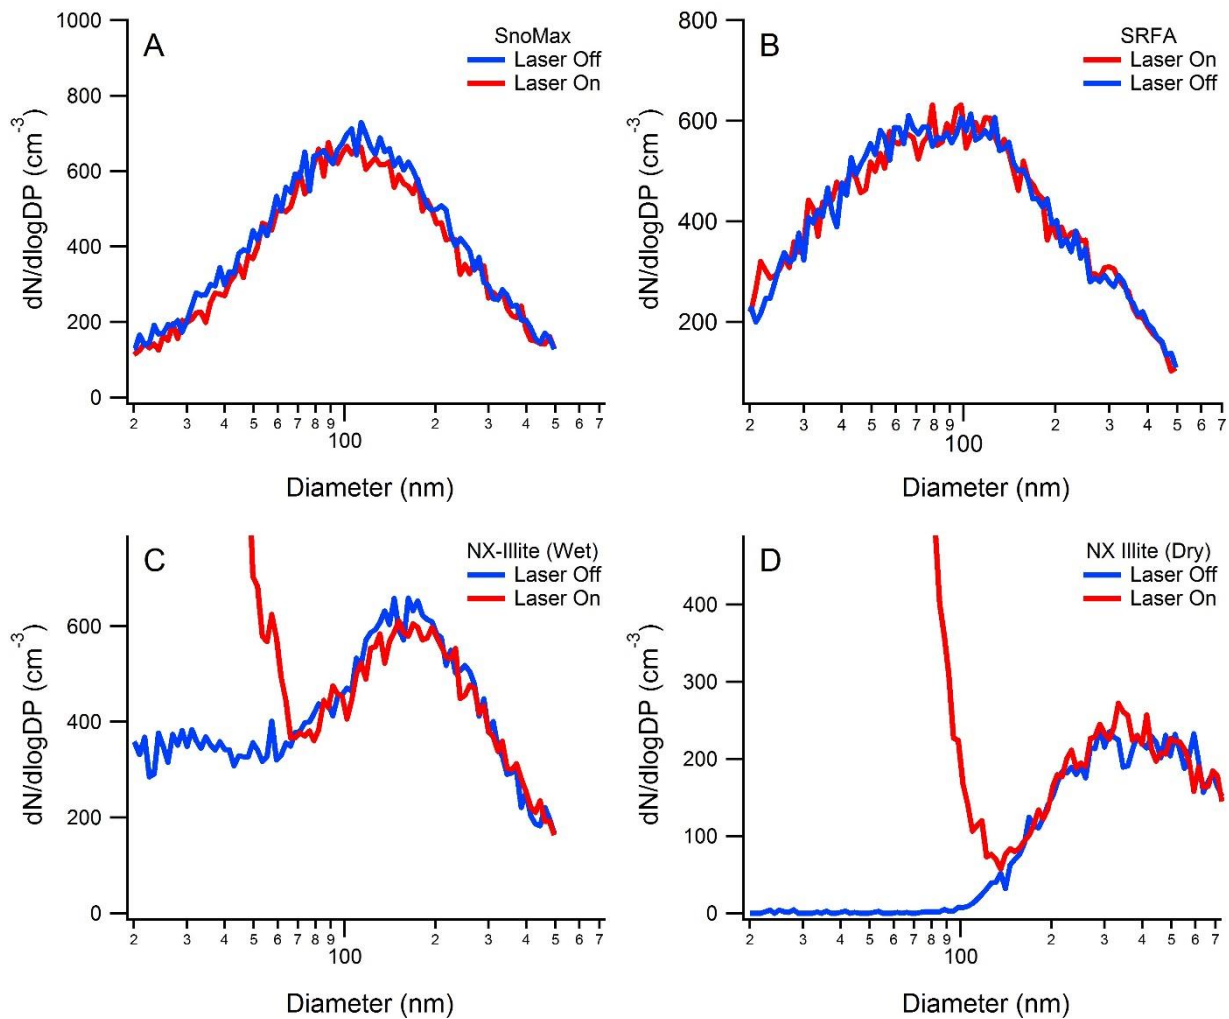 A
SnoMax
Laser Off
Laser On
1000
800
600
400
200
0
dN/dlogDP (cm⁻³)
2 3 4 5 6 7 8 9 100 2 3 4 5 6 7
Diameter (nm)
B
SRFA
Laser On
Laser Off
800
600
400
200
dN/dlogDP (cm⁻³)
2 3 4 5 6 7 8 9 100 2 3 4 5 6 7
Diameter (nm)
C
NX-Illite (Wet)
Laser Off
Laser On
600
400
200
0
dN/dlogDP (cm⁻³)
2 3 4 5 6 7 8 9 100 2 3 4 5 6 7
Diameter (nm)
D
NX Illite (Dry)
Laser Off
Laser On
400
300
200
100
0
dN/dlogDP (cm⁻³)
2 3 4 5 6 7 8 9 100 2 3 4 5 6 7
Diameter (nm)